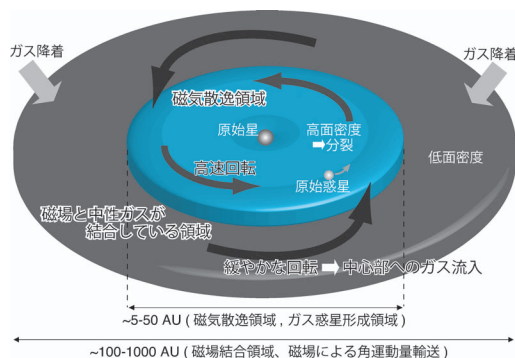 ガス降着
ガス降着
磁気散逸領域
原始星
高面密度
➡分裂
低面密度
高速回転
原始惑星
磁場と中性ガスが
結合している領域
緩やかな回転 ➡ 中心部へのガス流入
~5-50 AU ( 磁気散逸領域 , ガス惑星形成領域 )
~100-1000 AU ( 磁場結合領域、磁場による角運動量輸送 )